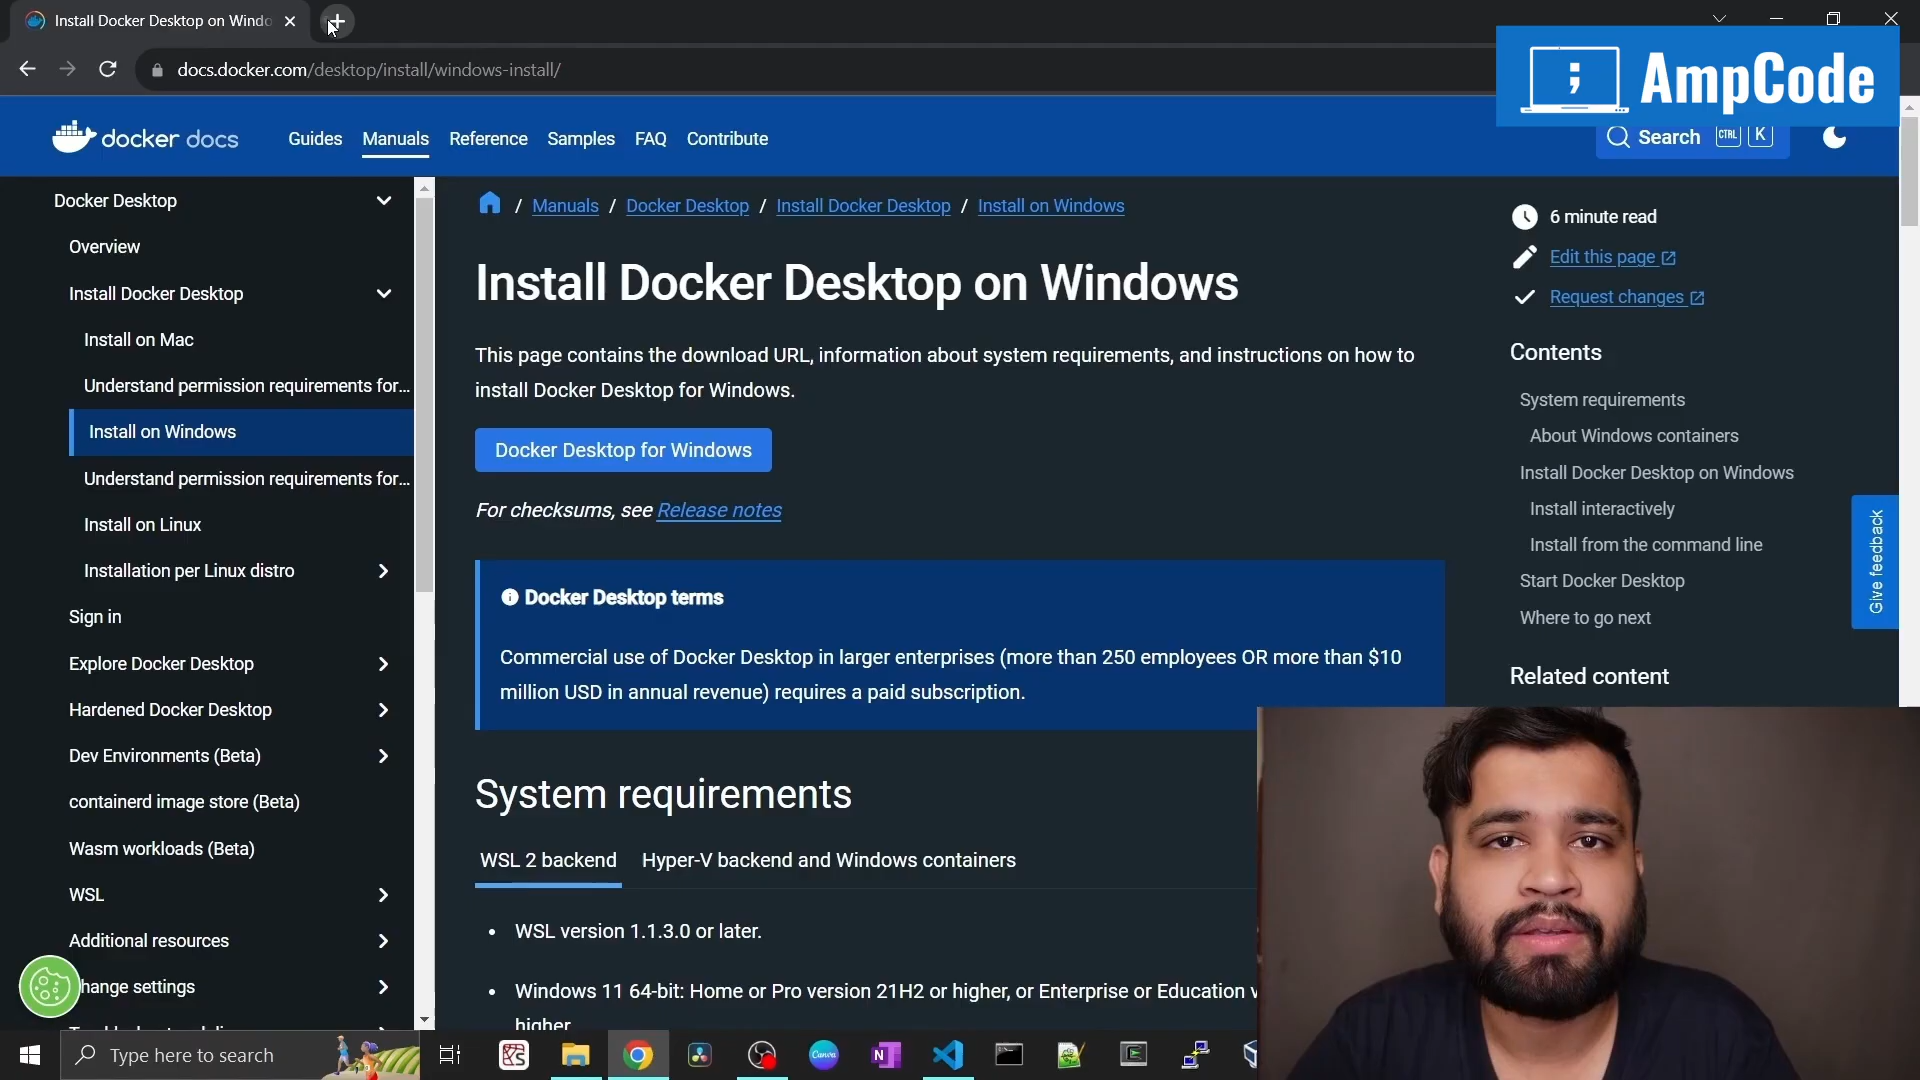 Install Docker Desktop on Windo
docs.docker.com/desktop/install/windows-install/
; AmpCode
docker docs
Guides
Manuals
Reference
Samples
FAQ
Contribute
Search CTRL K
Docker Desktop
Overview
Install Docker Desktop
Install on Mac
Understand permission requirements for...
Install on Windows
Understand permission requirements for...
Install on Linux
Installation per Linux distro
Sign in
Explore Docker Desktop
Hardened Docker Desktop
Dev Environments (Beta)
containerd image store (Beta)
Wasm workloads (Beta)
WSL
Additional resources
hange settings
/ Manuals / Docker Desktop / Install Docker Desktop / Install on Windows
Install Docker Desktop on Windows
This page contains the download URL, information about system requirements, and instructions on how to
install Docker Desktop for Windows.
Docker Desktop for Windows
For checksums, see Release notes
Docker Desktop terms
Commercial use of Docker Desktop in larger enterprises (more than 250 employees OR more than $10
million USD in annual revenue) requires a paid subscription.
System requirements
WSL 2 backend
Hyper-V backend and Windows containers
• WSL version 1.1.3.0 or later.
• Windows 11 64-bit: Home or Pro version 21H2 or higher, or Enterprise or Education v
higher
6 minute read
Edit this page
Request changes
Contents
System requirements
About Windows containers
Install Docker Desktop on Windows
Install interactively
Install from the command line
Start Docker Desktop
Where to go next
Related content
Give feedback
Type here to search
Canva
N